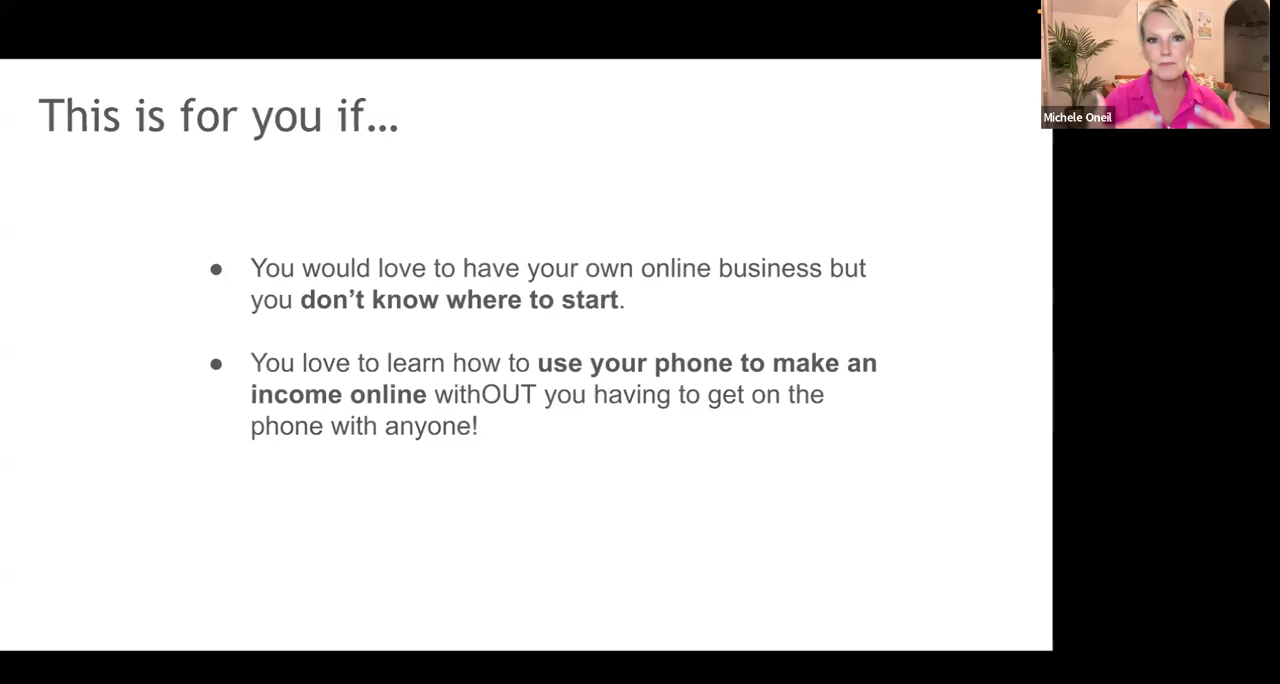 This is for you if…
● You would love to have your own online business but
you don’t know where to start.
● You love to learn how to use your phone to make an
income online withOUT you having to get on the
phone with anyone!
Michele Oneil